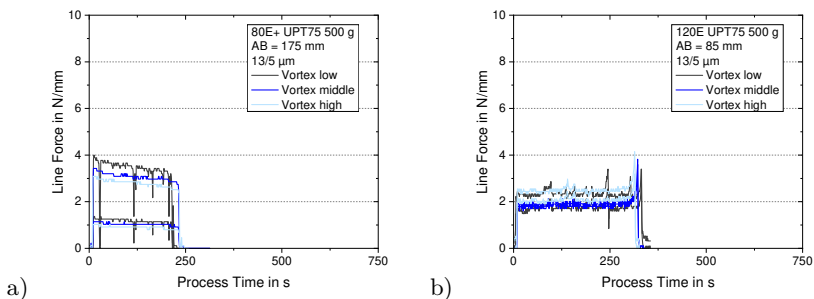 10
8
6
4
2
0
Line Force in N/mm
80E+ UPT75 500 g
AB = 175 mm
13/5 µm
Vortex low
Vortex middle
Vortex high
0 250 500 750
Process Time in s
a)
10
8
6
4
2
0
Line Force in N/mm
120E UPT75 500 g
AB = 85 mm
13/5 µm
Vortex low
Vortex middle
Vortex high
0 250 500 750
Process Time in s
b)